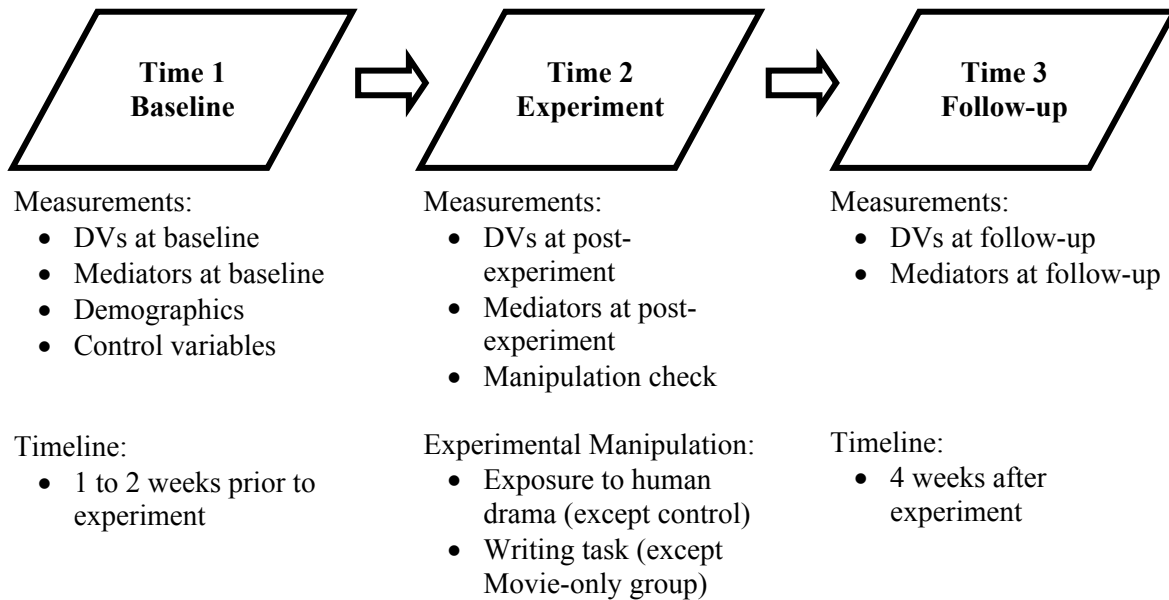 Time 1
Baseline
Time 2
Experiment
Time 3
Follow-up
Measurements:
• DVs at baseline
• Mediators at baseline
• Demographics
• Control variables
Timeline:
• 1 to 2 weeks prior to
experiment
Measurements:
• DVs at post-
experiment
• Mediators at post-
experiment
• Manipulation check
Experimental Manipulation:
• Exposure to human
drama (except control)
• Writing task (except
Movie-only group)
Measurements:
• DVs at follow-up
• Mediators at follow-up
Timeline:
• 4 weeks after
experiment